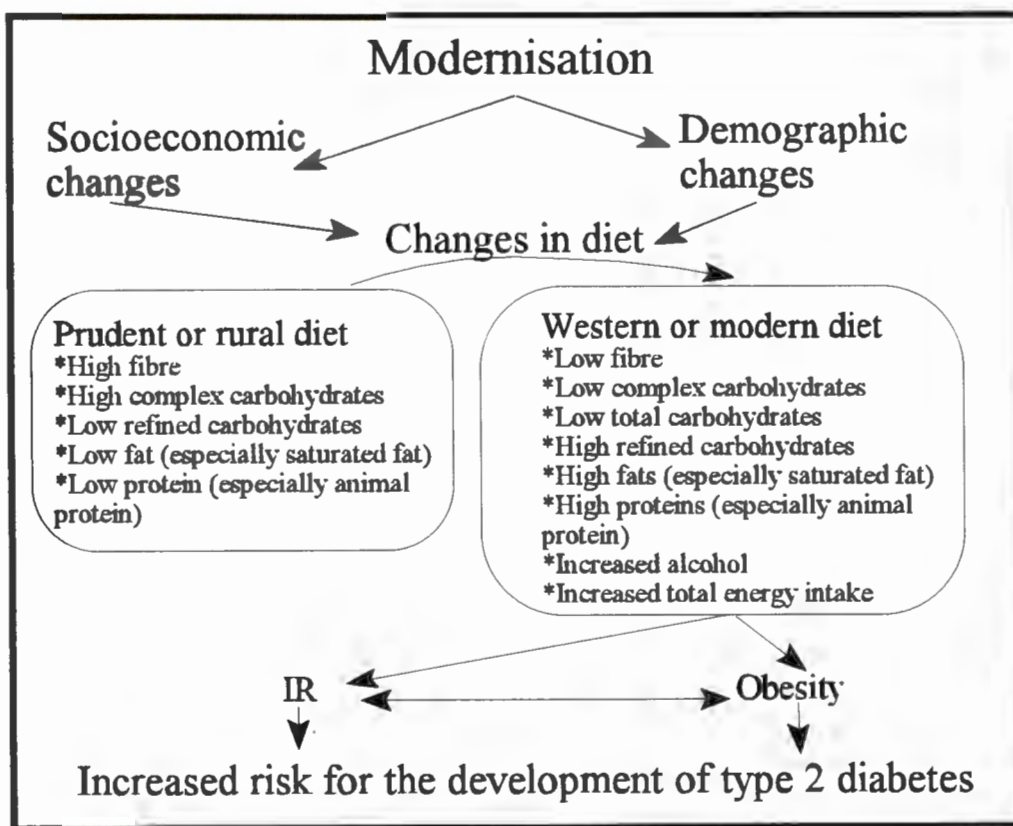 Modernisation
Socioeconomic
changes
Demographic
changes
Changes in diet
Prudent or rural diet
*High fibre
*High complex carbohydrates
*Low refined carbohydrates
*Low fat (especially saturated fat)
*Low protein (especially animal
protein)
Western or modern diet
*Low fibre
*Low complex carbohydrates
*Low total carbohydrates
*High refined carbohydrates
*High fats (especially saturated fat)
*High proteins (especially animal
protein)
*Increased alcohol
*Increased total energy intake
IR
Obesity
Increased risk for the development of type 2 diabetes